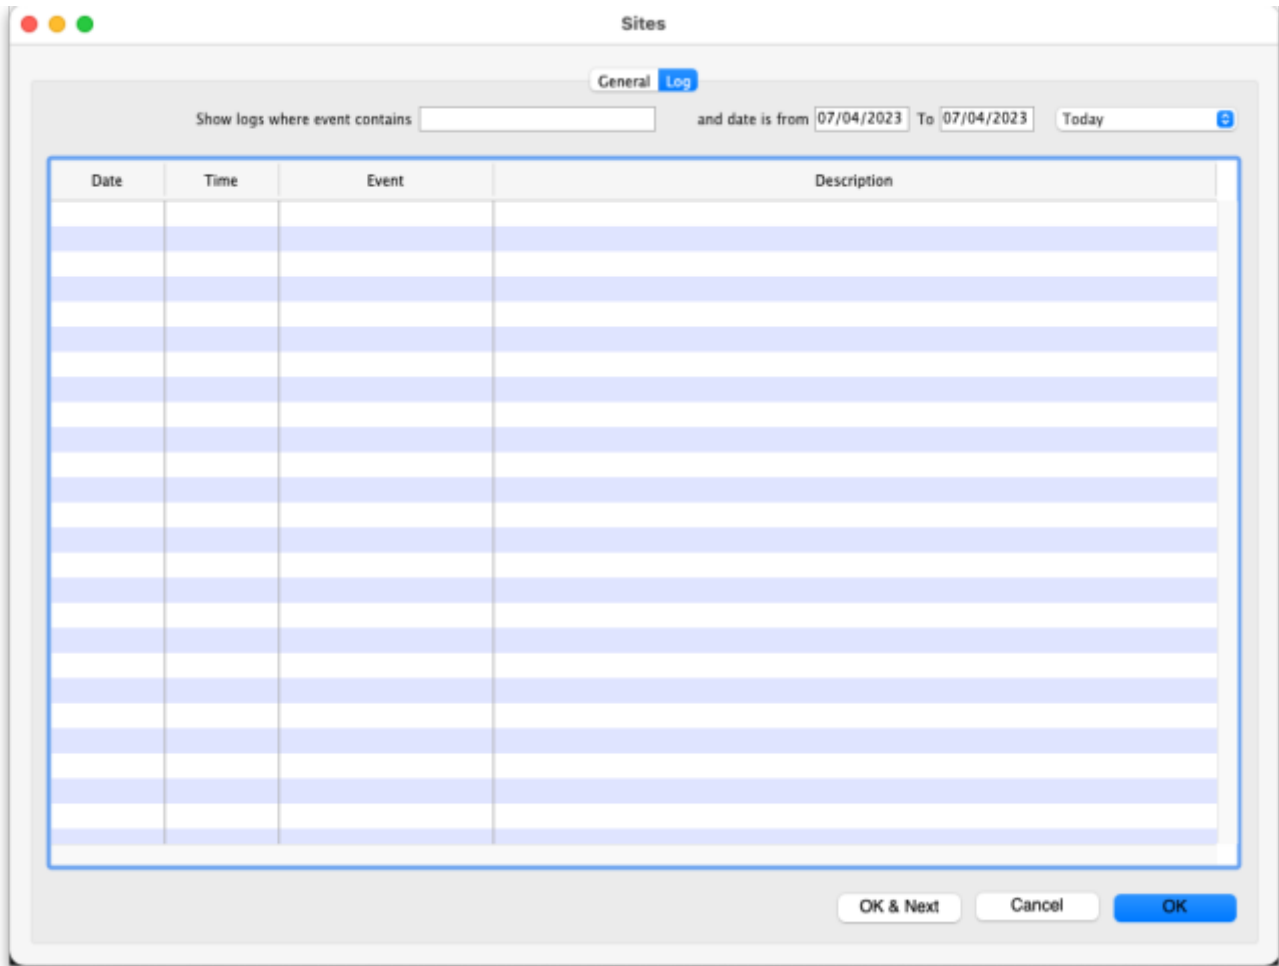 Sites
General Log
Show logs where event contains and date is from 07/04/2023 To 07/04/2023 Today
Date Time Event Description
OK & Next Cancel OK